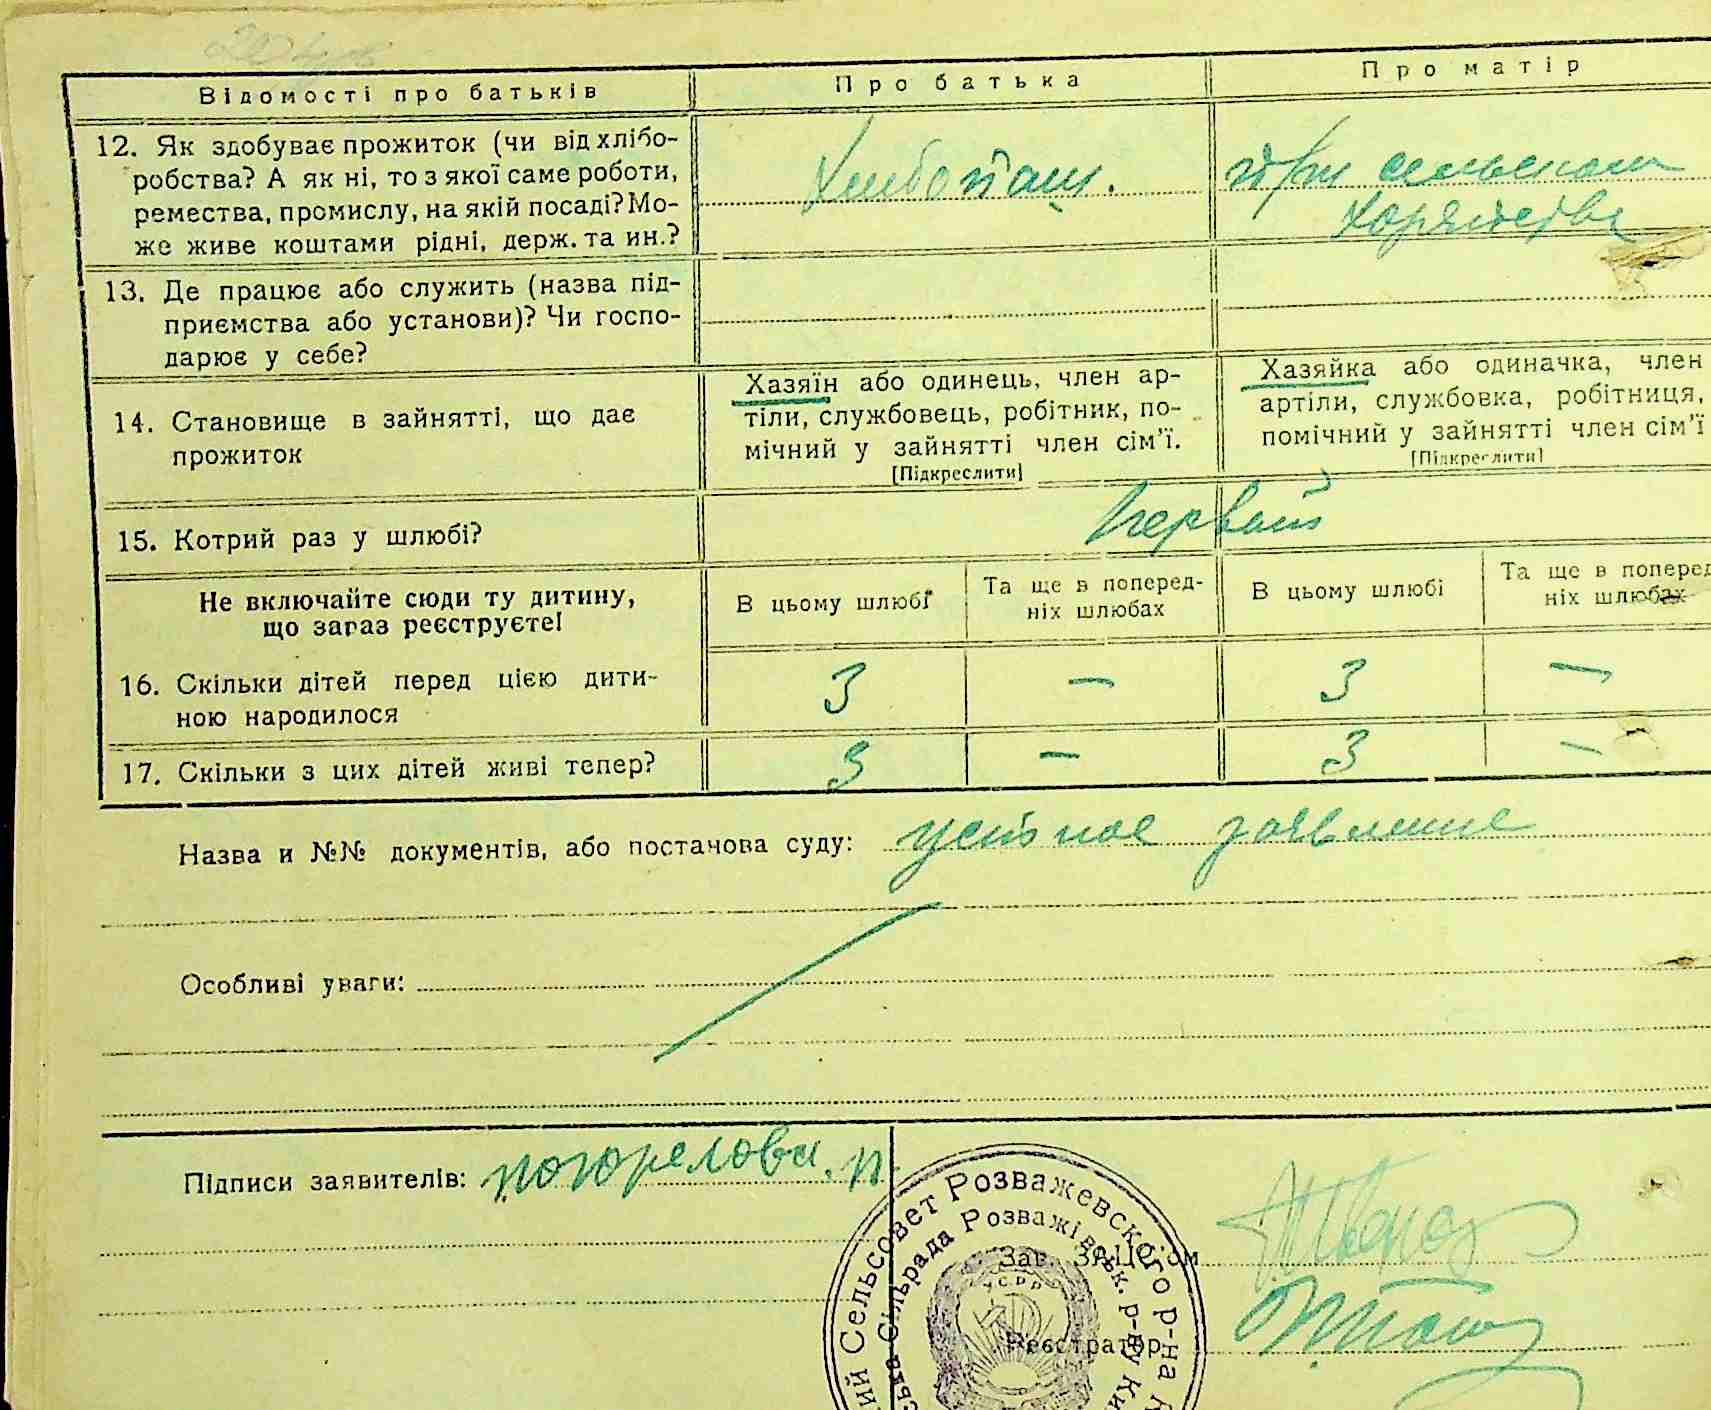 Відомості про батьків
Про батька
Про матір
12. Як здобуває прожиток (чи від хлібо-
робства? А як ні, то з якої саме роботи,
ремества, промислу, на якій посаді? Мо-
же живе коштами рідні, держ. та ин.?
Хлибопаш.
при сельском
хозяйстве
13. Де працює або служить (назва під-
приємства або установи)? Чи госпо-
дарює у себе?
14. Становище в зайнятті, що дає
прожиток
Хазяїн або одинець, член ар-
тіли, службовець, робітник, по-
мічний у зайнятті член сім'ї.
[Підкреслити]
Хазяйка або одиначка, член
артіли, службовка, робітниця,
помічний у зайнятті член сім'ї
[Підкреслити]
15. Котрий раз у шлюбі?
Первый
Не включайте сюди ту дитину,
що зараз реєструєте!
В цьому шлюбі
Та ще в поперед-
ніх шлюбах
В цьому шлюбі
Та ще в поперед
ніх шлюбах
16. Скільки дітей перед цією дити-
ною народилося
3 — 3 —
17. Скільки з цих дітей живі тепер?
3 — 3 —
Назва и №№ документів, або постанова суду: устное заявление
Особливі уваги:
Підписи заявителів: погорелова. п.
Зав. ЗАЦС'ом
Реєстратор
ий Сельсовет Розважевского р-на К
ська Сільрада Розважівськ. р-ну Ки
УСРР